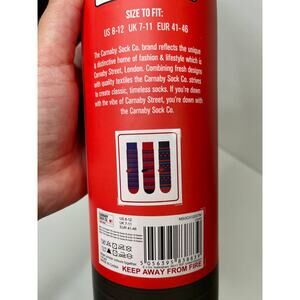 SIZE TO FIT:
US 8-12 UK 7-11 EUR 41-46
The Carnaby Sock Co. brand reflects the unique
& distinctive home of fashion & lifestyle which is
Carnaby Street, London. Combining fresh designs
with quality textiles the Carnaby Sock Co. strive
to create classic, timeless socks. If you're down
with the vibe of Carnaby Street, you're down with
the Carnaby Sock Co.
US 8-12
UK 7-11
EUR 41-46
KEEP AWAY FROM FIRE